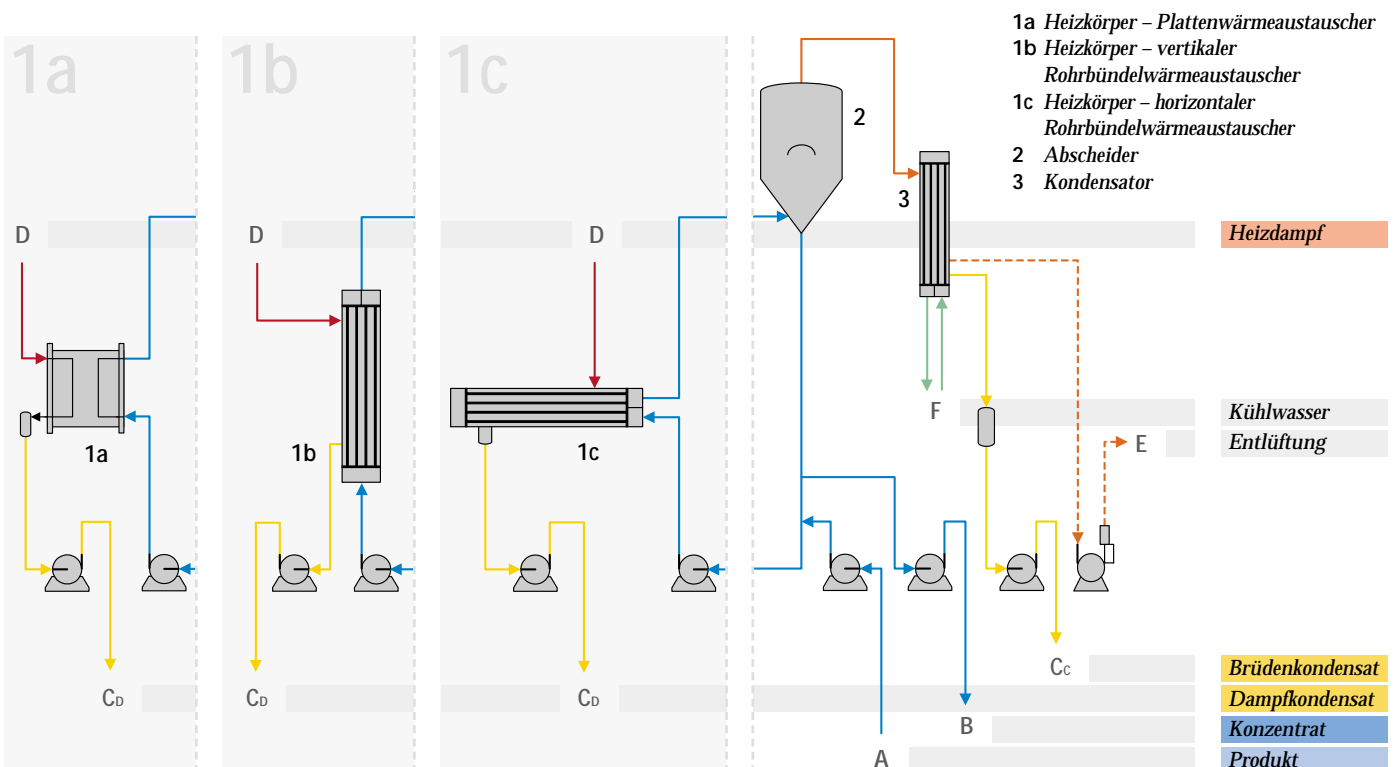 1a
1b
1c
1a Heizkörper – Plattenwärmeaustauscher
1b Heizkörper – vertikaler
Rohrbündelwärmeaustauscher
1c Heizkörper – horizontaler
Rohrbündelwärmeaustauscher
2 Abscheider
3 Kondensator
2
3
D
D
D
Heizdampf
F
Kühlwasser
E
Entlüftung
1a
1b
1c
CC
Brüdenkondensat
CD
CD
CD
Dampfkondensat
B
Konzentrat
A
Produkt